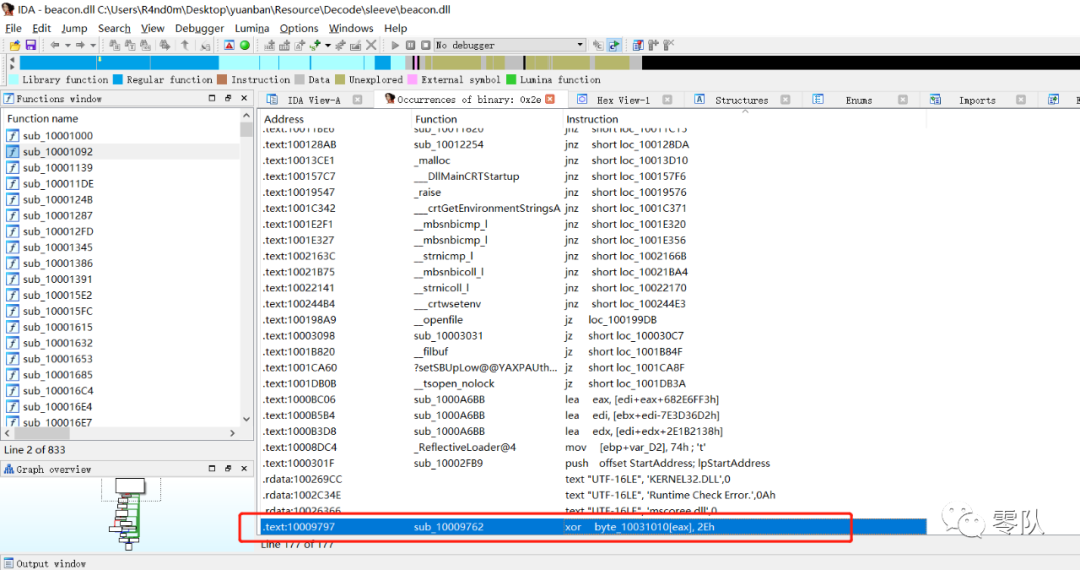 IDA - beacon.dll C:\Users\R4nd0m\Desktop\yuanban\Resource\Decode\sleeve\beacon.dll
File Edit Jump Search View Debugger Lumina Options Windows Help
No debugger
Library function Regular function Instruction Data Unexplored External symbol Lumina function
Functions window IDA View-A Occurrences of binary: 0x2e Hex View-1 Structures Enums Imports
Function name Address Function Instruction
sub_10001000
sub_10001092
sub_10001139
sub_100011DE
sub_1000124B
sub_10001287
sub_100012FD
sub_10001345
sub_10001386
sub_10001391
sub_100015E2
sub_100015FC
sub_10001615
sub_10001632
sub_10001653
sub_10001685
sub_100016C4
sub_100016E4
sub_100016E7
Line 2 of 833
Graph overview
.text:10011BE6 sub_10011820 jnz short loc_10011C15
.text:100128AB sub_10012254 jnz short loc_100128DA
.text:10013CE1 _malloc jnz short loc_10013D10
.text:100157C7 ___DllMainCRTStartup jnz short loc_100157F6
.text:10019547 _raise jnz short loc_10019576
.text:1001C342 ___crtGetEnvironmentStringsA jnz short loc_1001C371
.text:1001E2F1 __mbsnbicmp_l jnz short loc_1001E320
.text:1001E327 __mbsnbicmp_l jnz short loc_1001E356
.text:1002163C __strnicmp_l jnz short loc_1002166B
.text:10021B75 __mbsnbicoll_l jnz short loc_10021BA4
.text:10022141 __strnicoll_l jnz short loc_10022170
.text:100244B4 ___crtwsetenv jnz short loc_100244E3
.text:100198A9 __openfile jz loc_100199DB
.text:10003098 sub_10003031 jz short loc_100030C7
.text:1001B820 __filbuf jz short loc_1001B84F
.text:1001CA60 ?setSBUpLow@@YAXPAUth... jz short loc_1001CA8F
.text:1001DB0B __tsopen_nolock jz short loc_1001DB3A
.text:1000BC06 sub_1000A6BB lea eax, [edi+eax+682E6FF3h]
.text:1000B5B4 sub_1000A6BB lea edi, [ebx+edi-7E3D36D2h]
.text:1000B3D8 sub_1000A6BB lea edx, [edi+edx+2E1B2138h]
.text:10008DC4 _ReflectiveLoader@4 mov [ebp+var_D2], 74h ; 't'
.text:1000301F sub_10002FB9 push offset StartAddress; lpStartAddress
.rdata:100269CC text "UTF-16LE", 'KERNEL32.DLL',0
.rdata:1002C34E text "UTF-16LE", 'Runtime Check Error.',0Ah
.rdata:10026366 text "UTF-16LE", 'mscoree.dll',0
.text:10009797 sub_10009762 xor byte_10031010[eax], 2Eh
Line 177 of 177
零队
Output window